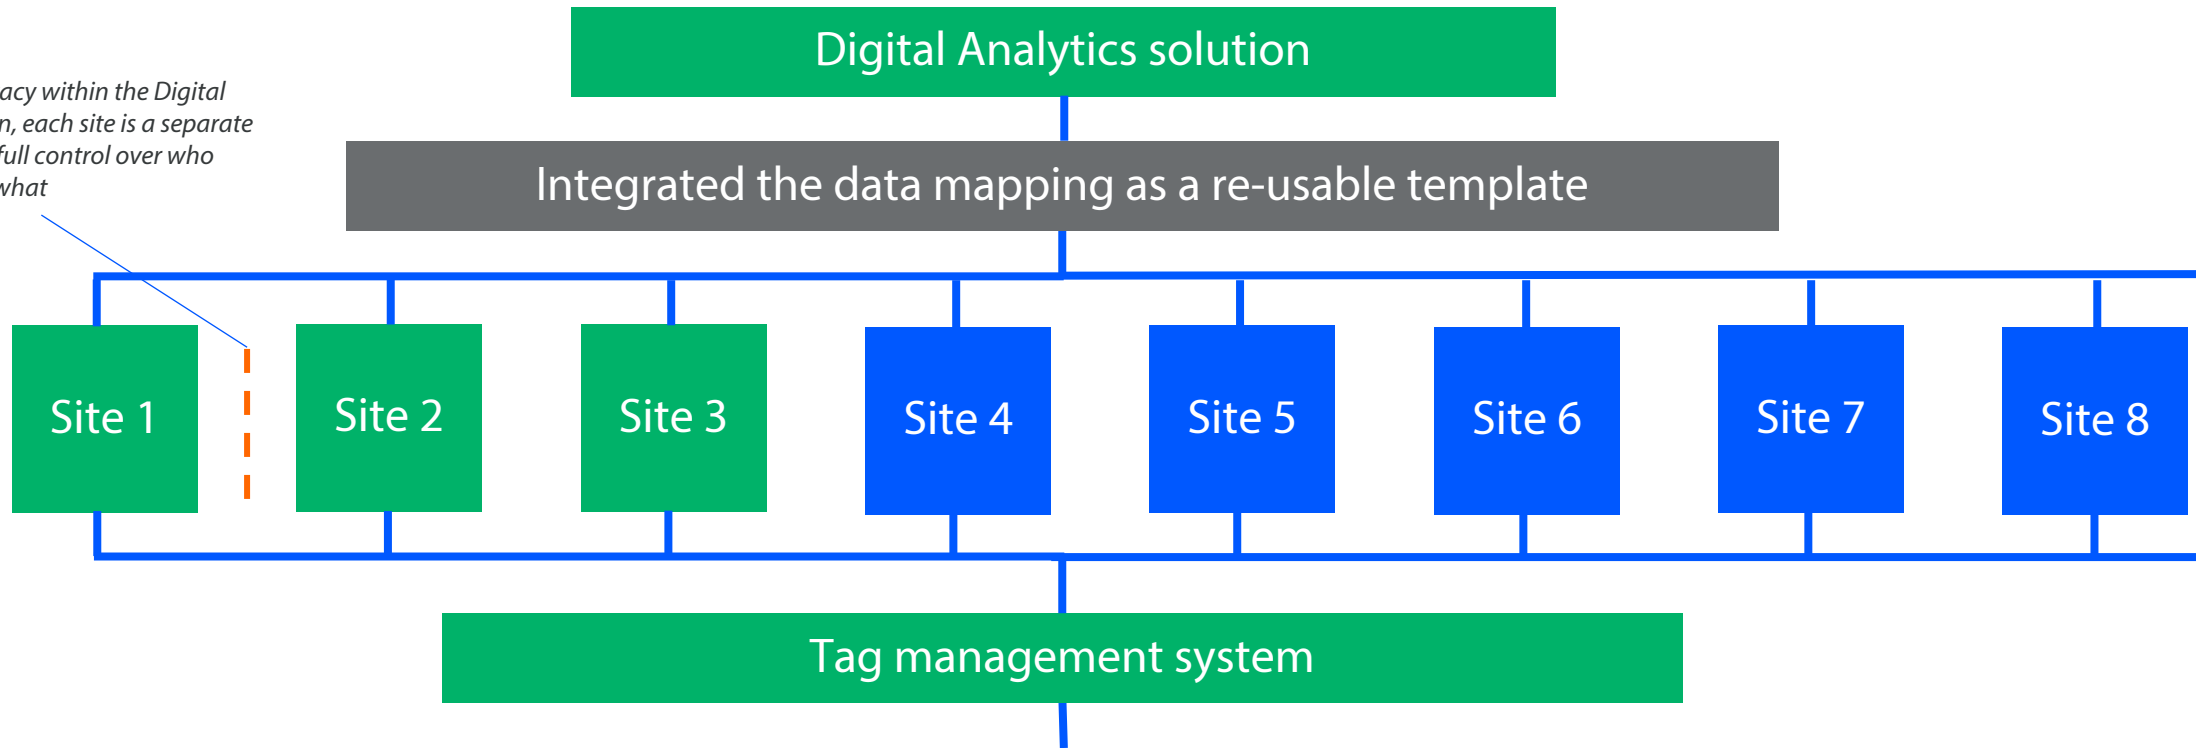 Digital Analytics solution
acy within the Digital
n, each site is a separate
full control over who
what
Integrated the data mapping as a re-usable template
Site 1
Site 2
Site 3
Site 4
Site 5
Site 6
Site 7
Site 8
Tag management system